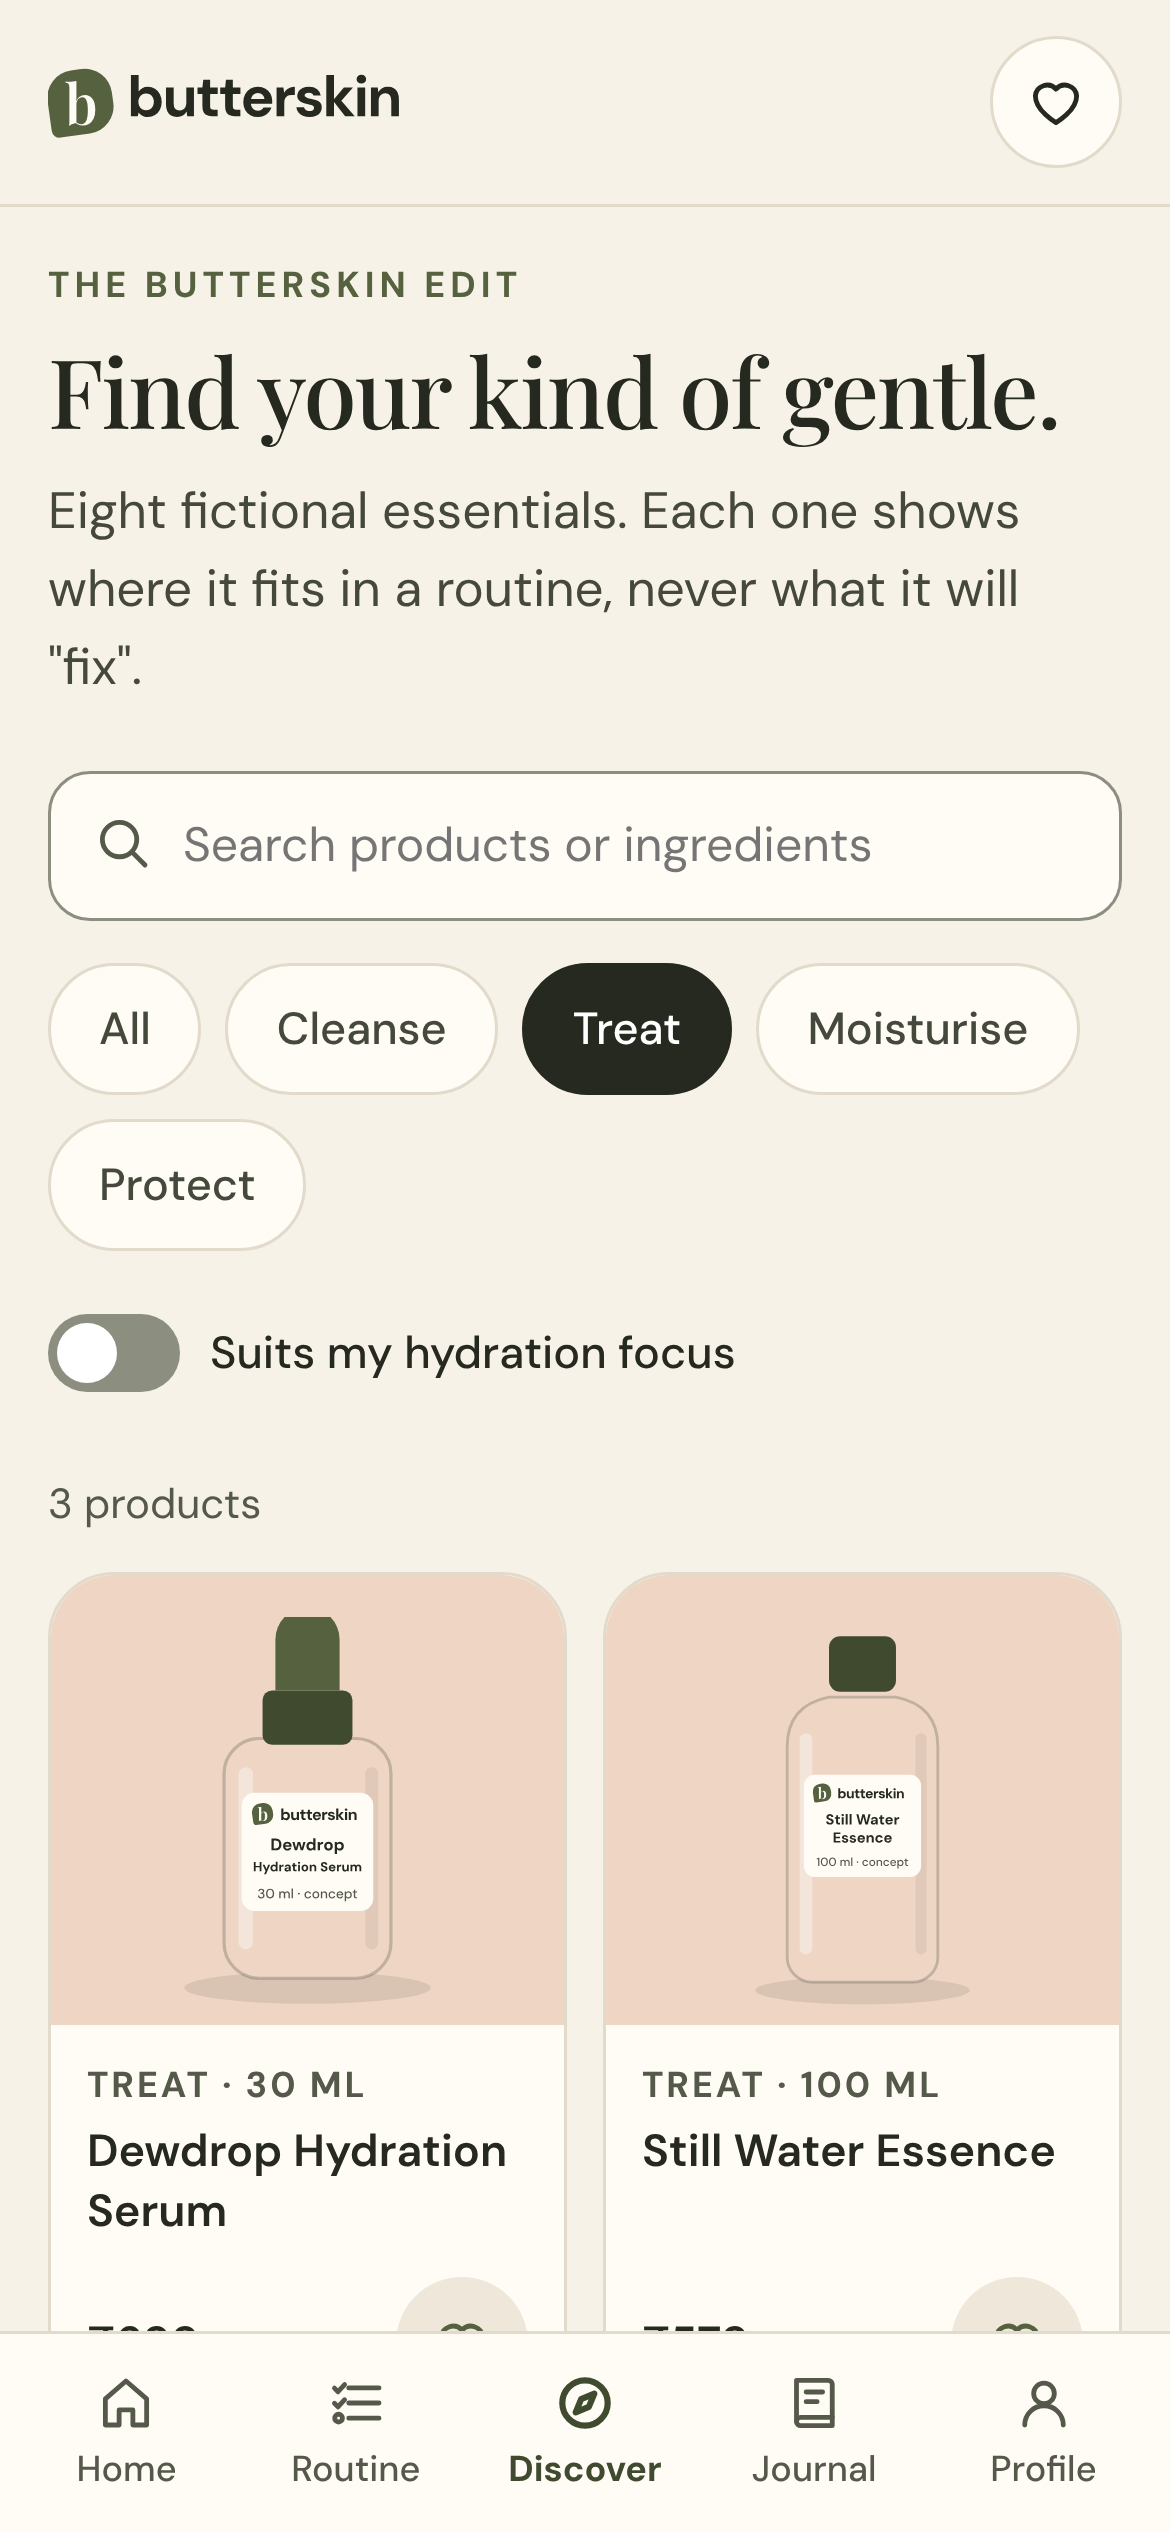 b butterskin
THE BUTTERSKIN EDIT
Find your kind of gentle.
Eight fictional essentials. Each one shows
where it fits in a routine, never what it will
"fix".
Search products or ingredients
All
Cleanse
Treat
Moisturise
Protect
Suits my hydration focus
3 products
b butterskin
Dewdrop
Hydration Serum
30 ml · concept
b butterskin
Still Water
Essence
100 ml · concept
TREAT · 30 ML
Dewdrop Hydration
Serum
TREAT · 100 ML
Still Water Essence
Home
Routine
Discover
Journal
Profile